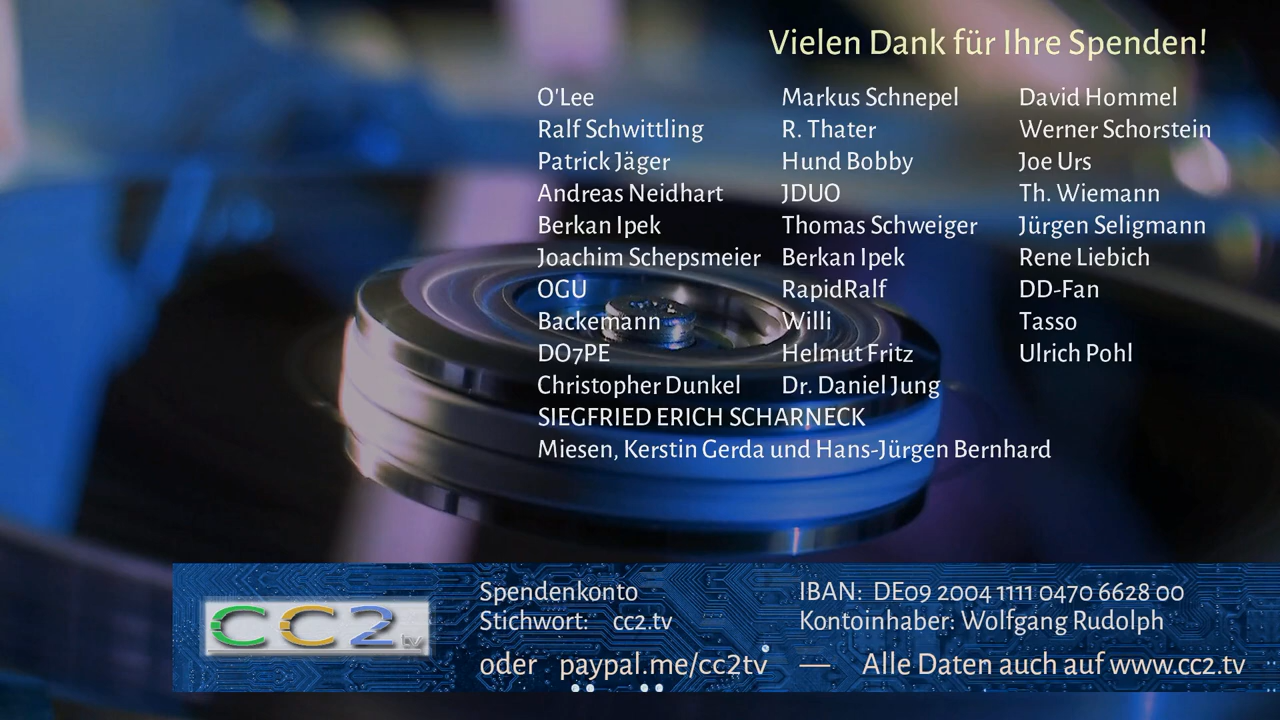 Vielen Dank für Ihre Spenden!
O'Lee
Ralf Schwittling
Patrick Jäger
Andreas Neidhart
Berkan Ipek
Joachim Schepsmeier
OGU
Backemann
DO7PE
Christopher Dunkel
Markus Schnepel
R. Thater
Hund Bobby
JDUO
Thomas Schweiger
Berkan Ipek
RapidRalf
Willi
Helmut Fritz
Dr. Daniel Jung
David Hommel
Werner Schorstein
Joe Urs
Th. Wiemann
Jürgen Seligmann
Rene Liebich
DD-Fan
Tasso
Ulrich Pohl
SIEGFRIED ERICH SCHARNECK
Miesen, Kerstin Gerda und Hans-Jürgen Bernhard
CC2.tv
Spendenkonto
Stichwort: cc2.tv
IBAN: DE09 2004 1111 0470 6628 00
Kontoinhaber: Wolfgang Rudolph
oder paypal.me/cc2tv — Alle Daten auch auf www.cc2.tv